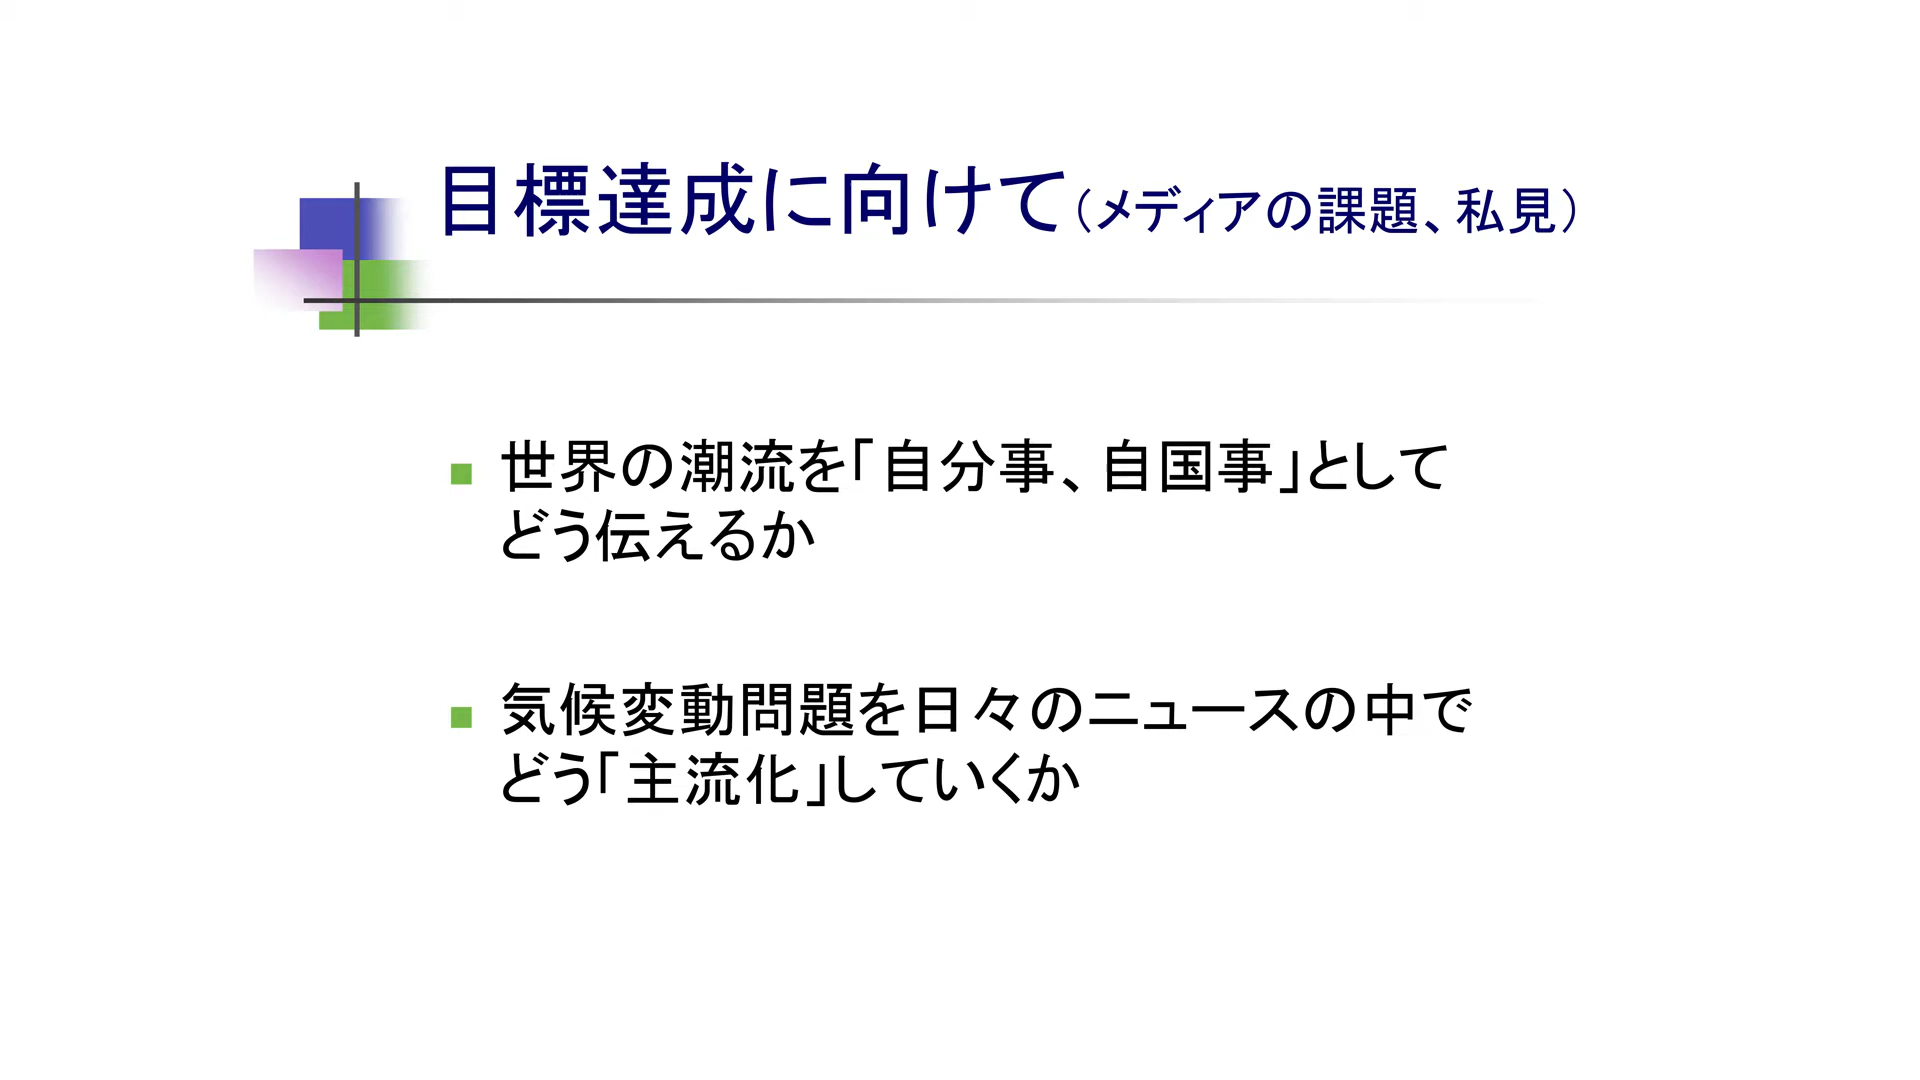 目標達成に向けて(メディアの課題、私見)
世界の潮流を「自分事、自国事」として
どう伝えるか
気候変動問題を日々のニュースの中で
どう「主流化」していくか